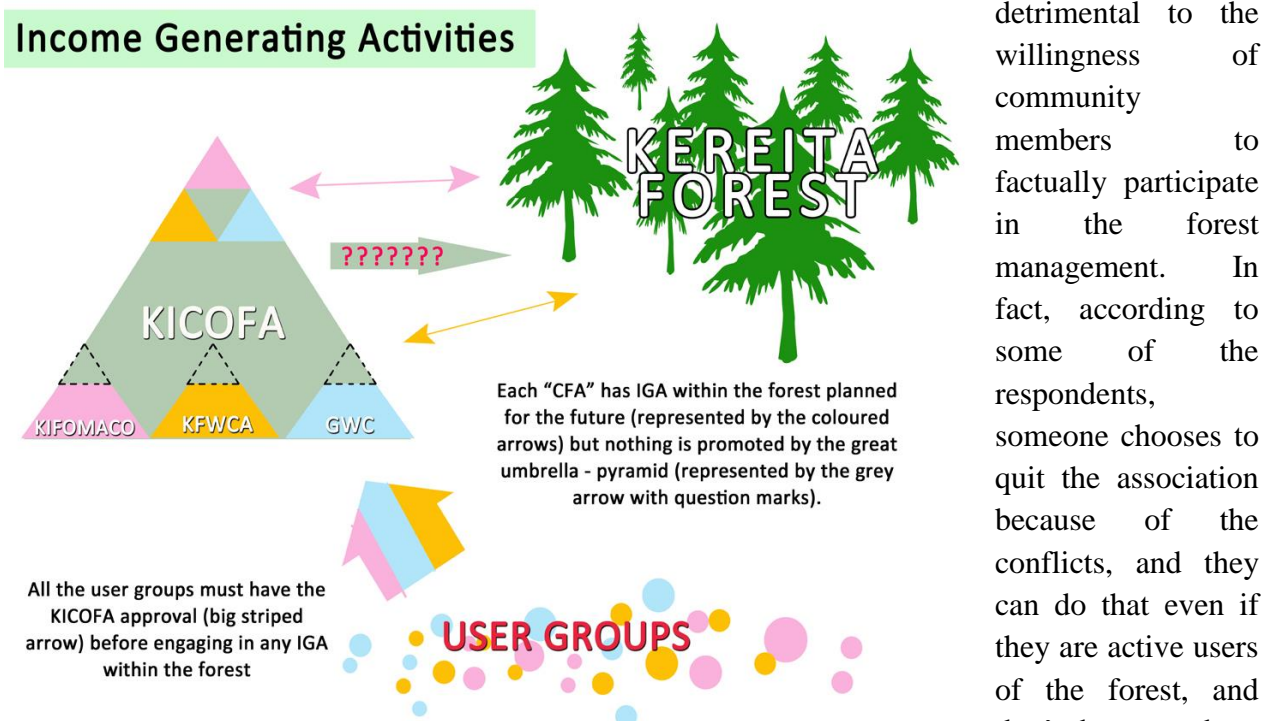 Income Generating Activities
KEREITA
FOREST
???????
KICOFA
KIFOMACO
KFWCA
GWC
Each “CFA” has IGA within the forest planned
for the future (represented by the coloured
arrows) but nothing is promoted by the great
umbrella - pyramid (represented by the grey
arrow with question marks).
All the user groups must have the
KICOFA approval (big striped
arrow) before engaging in any IGA
within the forest
USER GROUPS
detrimental to the
willingness of
community
members to
factually participate
in the forest
management. In
fact, according to
some of the
respondents,
someone chooses to
quit the association
because of the
conflicts, and they
can do that even if
they are active users
of the forest, and